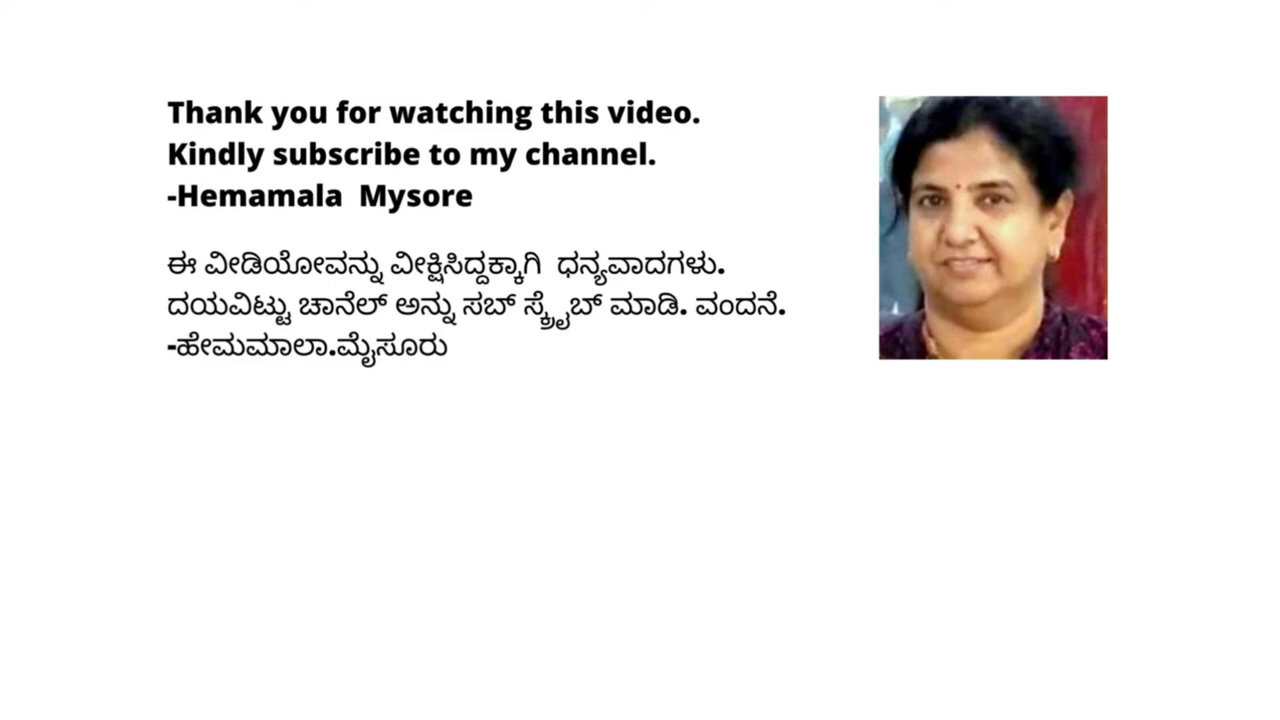 Thank you for watching this video.
Kindly subscribe to my channel.
-Hemamala  Mysore
ಈ ವೀಡಿಯೋವನ್ನು ವೀಕ್ಷಿಸಿದ್ದಕ್ಕಾಗಿ  ಧನ್ಯವಾದಗಳು.
ದಯವಿಟ್ಟು ಚಾನೆಲ್ ಅನ್ನು ಸಬ್ ಸ್ಕ್ರೈಬ್ ಮಾಡಿ. ವಂದನೆ.
-ಹೇಮಮಾಲಾ.ಮೈಸೂರು